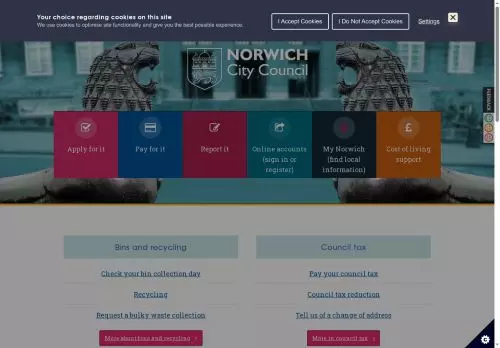 Your choice regarding cookies on this site
We use cookies to optimise site functionality and give you the best possible experience.
I Accept Cookies
I Do Not Accept Cookies
Settings
NORWICH
City Council
FEEDBACK
Apply for it
Pay for it
Report it
Online accounts
(sign in or
register)
My Norwich
(find local
information)
Cost of living
support
Bins and recycling
Check your bin collection day
Recycling
Request a bulky waste collection
More about bins and recycling
Council tax
Pay your council tax
Council tax reduction
Tell us of a change of address
More in council tax